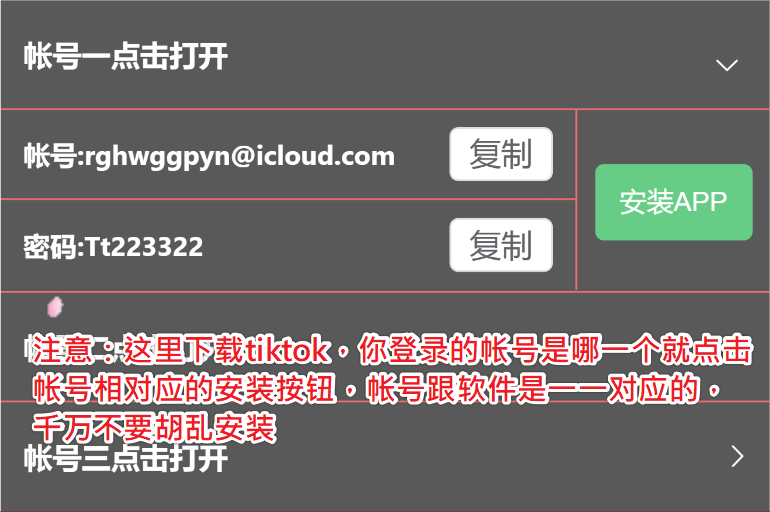 帐号一点击打开
帐号:rghwggpyn@icloud.com
复制
安装APP
密码:Tt223322
复制
注意：这里下载tiktok，你登录的帐号是哪一个就点击
帐号相对应的安装按钮，帐号跟软件是一一对应的，
千万不要胡乱安装
帐号三点击打开